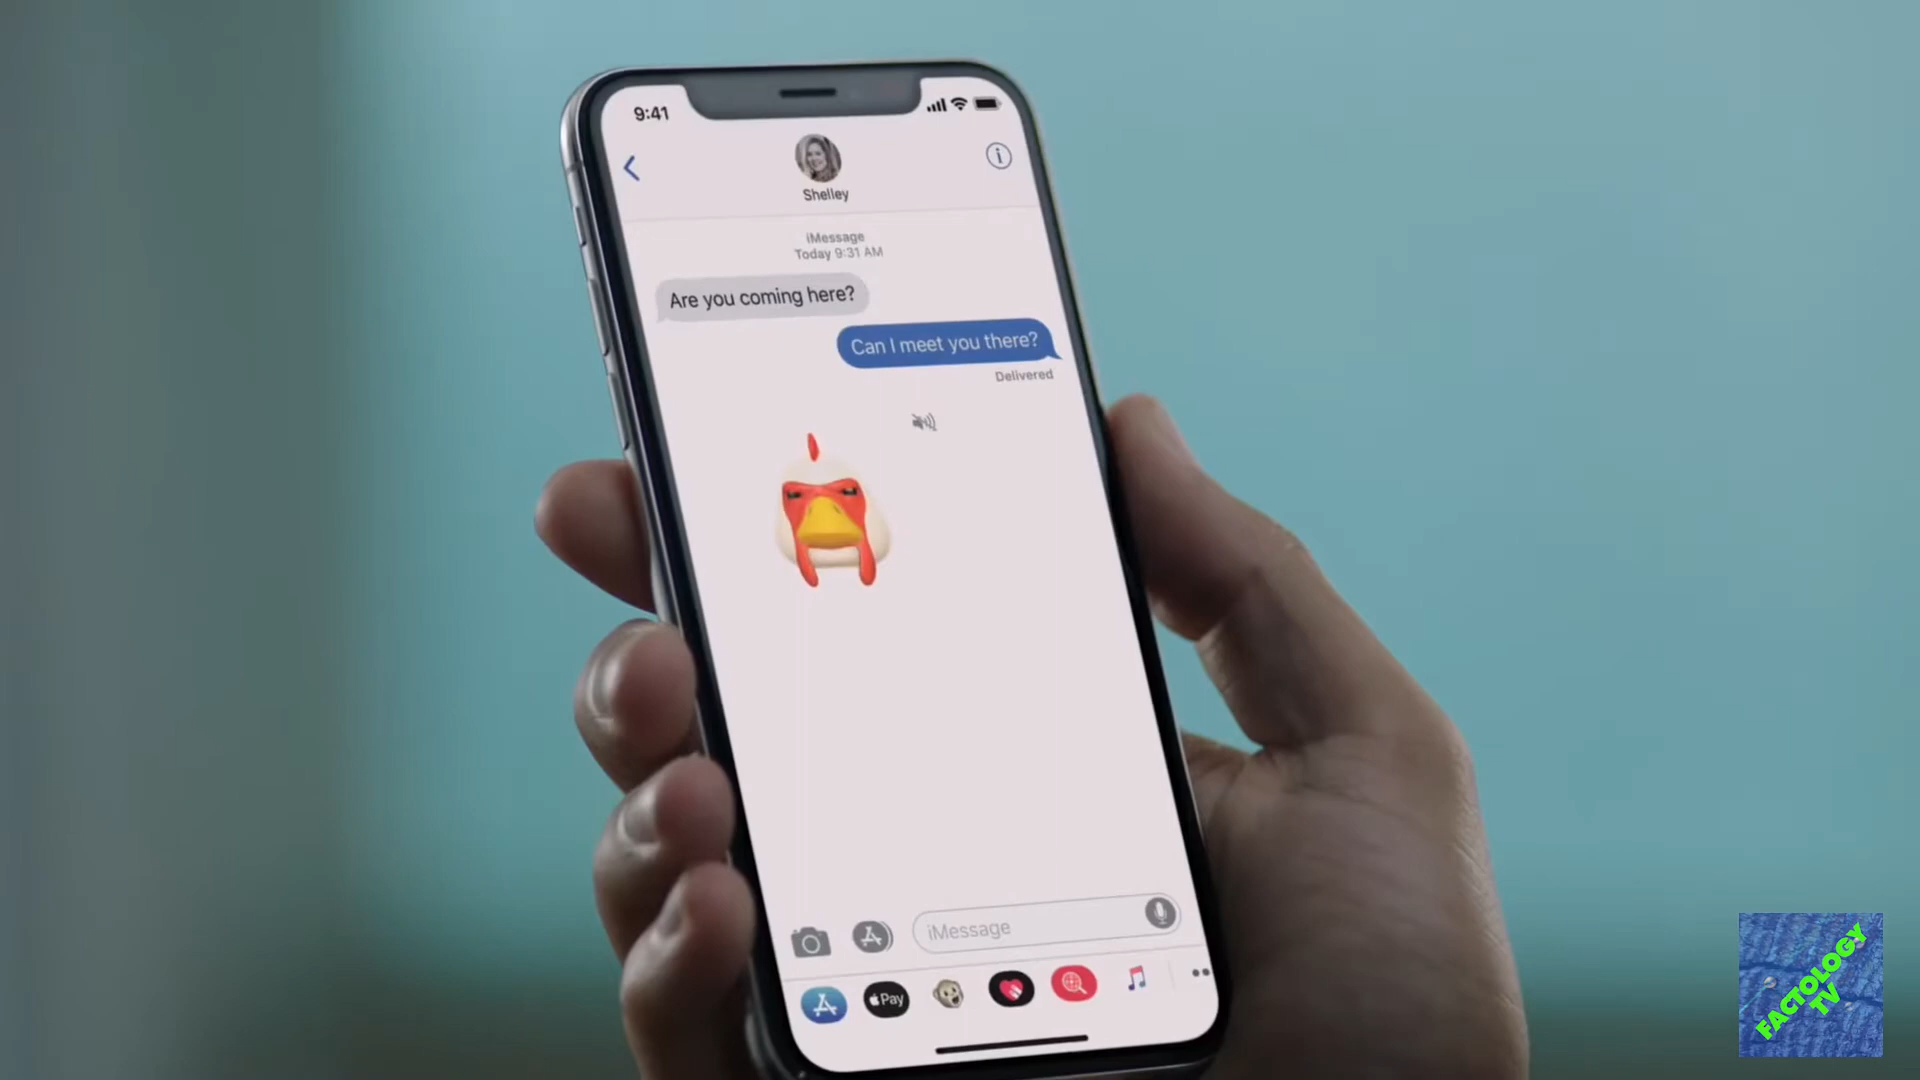 9:41
Shelley
iMessage
Today 9:31 AM
Are you coming here?
Can I meet you there?
Delivered
iMessage
Pay
FACTOLOGY
TV